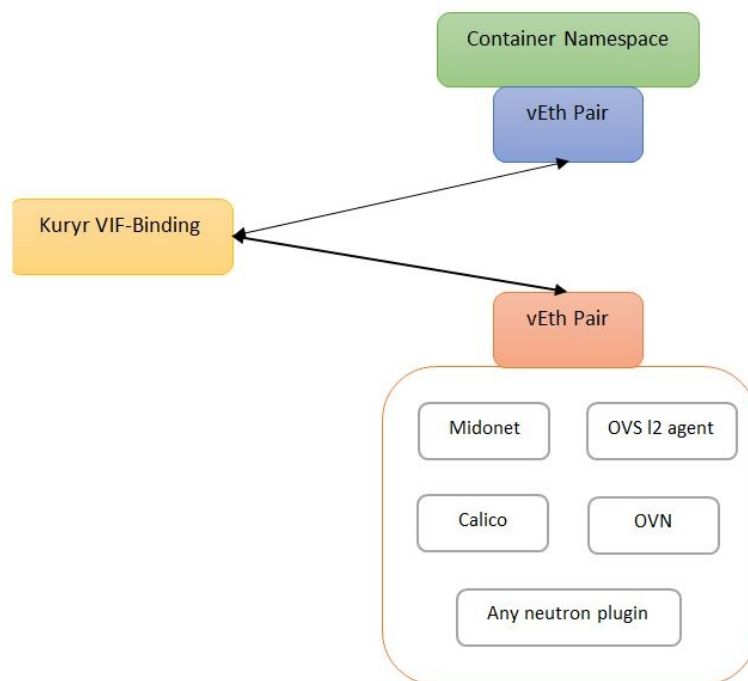 Container Namespace
vEth Pair
Kuryr VIF-Binding
vEth Pair
Midonet
OVS l2 agent
Calico
OVN
Any neutron plugin